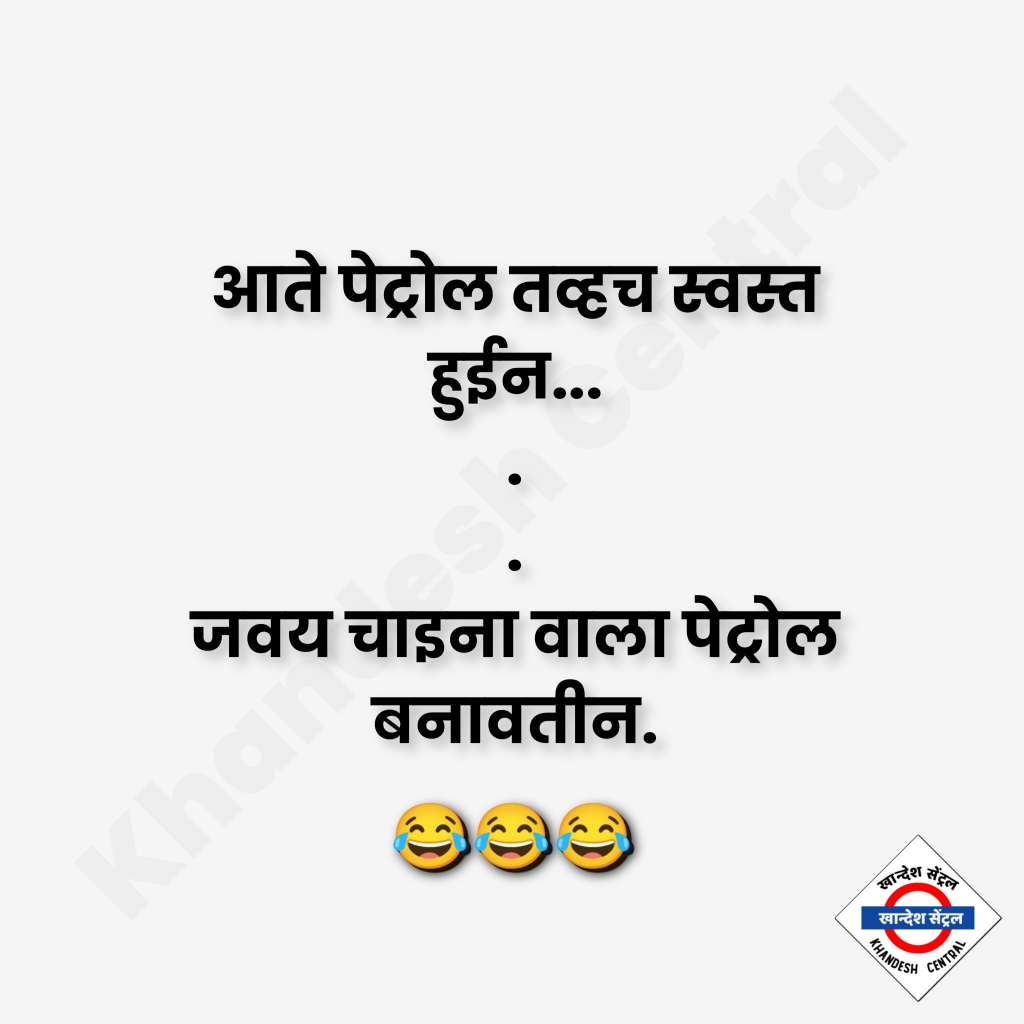 आते पेट्रोल तव्हच स्वस्त
हुईन...
.
.
जवय चाइना वाला पेट्रोल
बनावतीन.
😂😂😂
Khandesh Central
खान्देश सेंट्रल
खान्देश सेंट्रल
KHANDESH CENTRAL